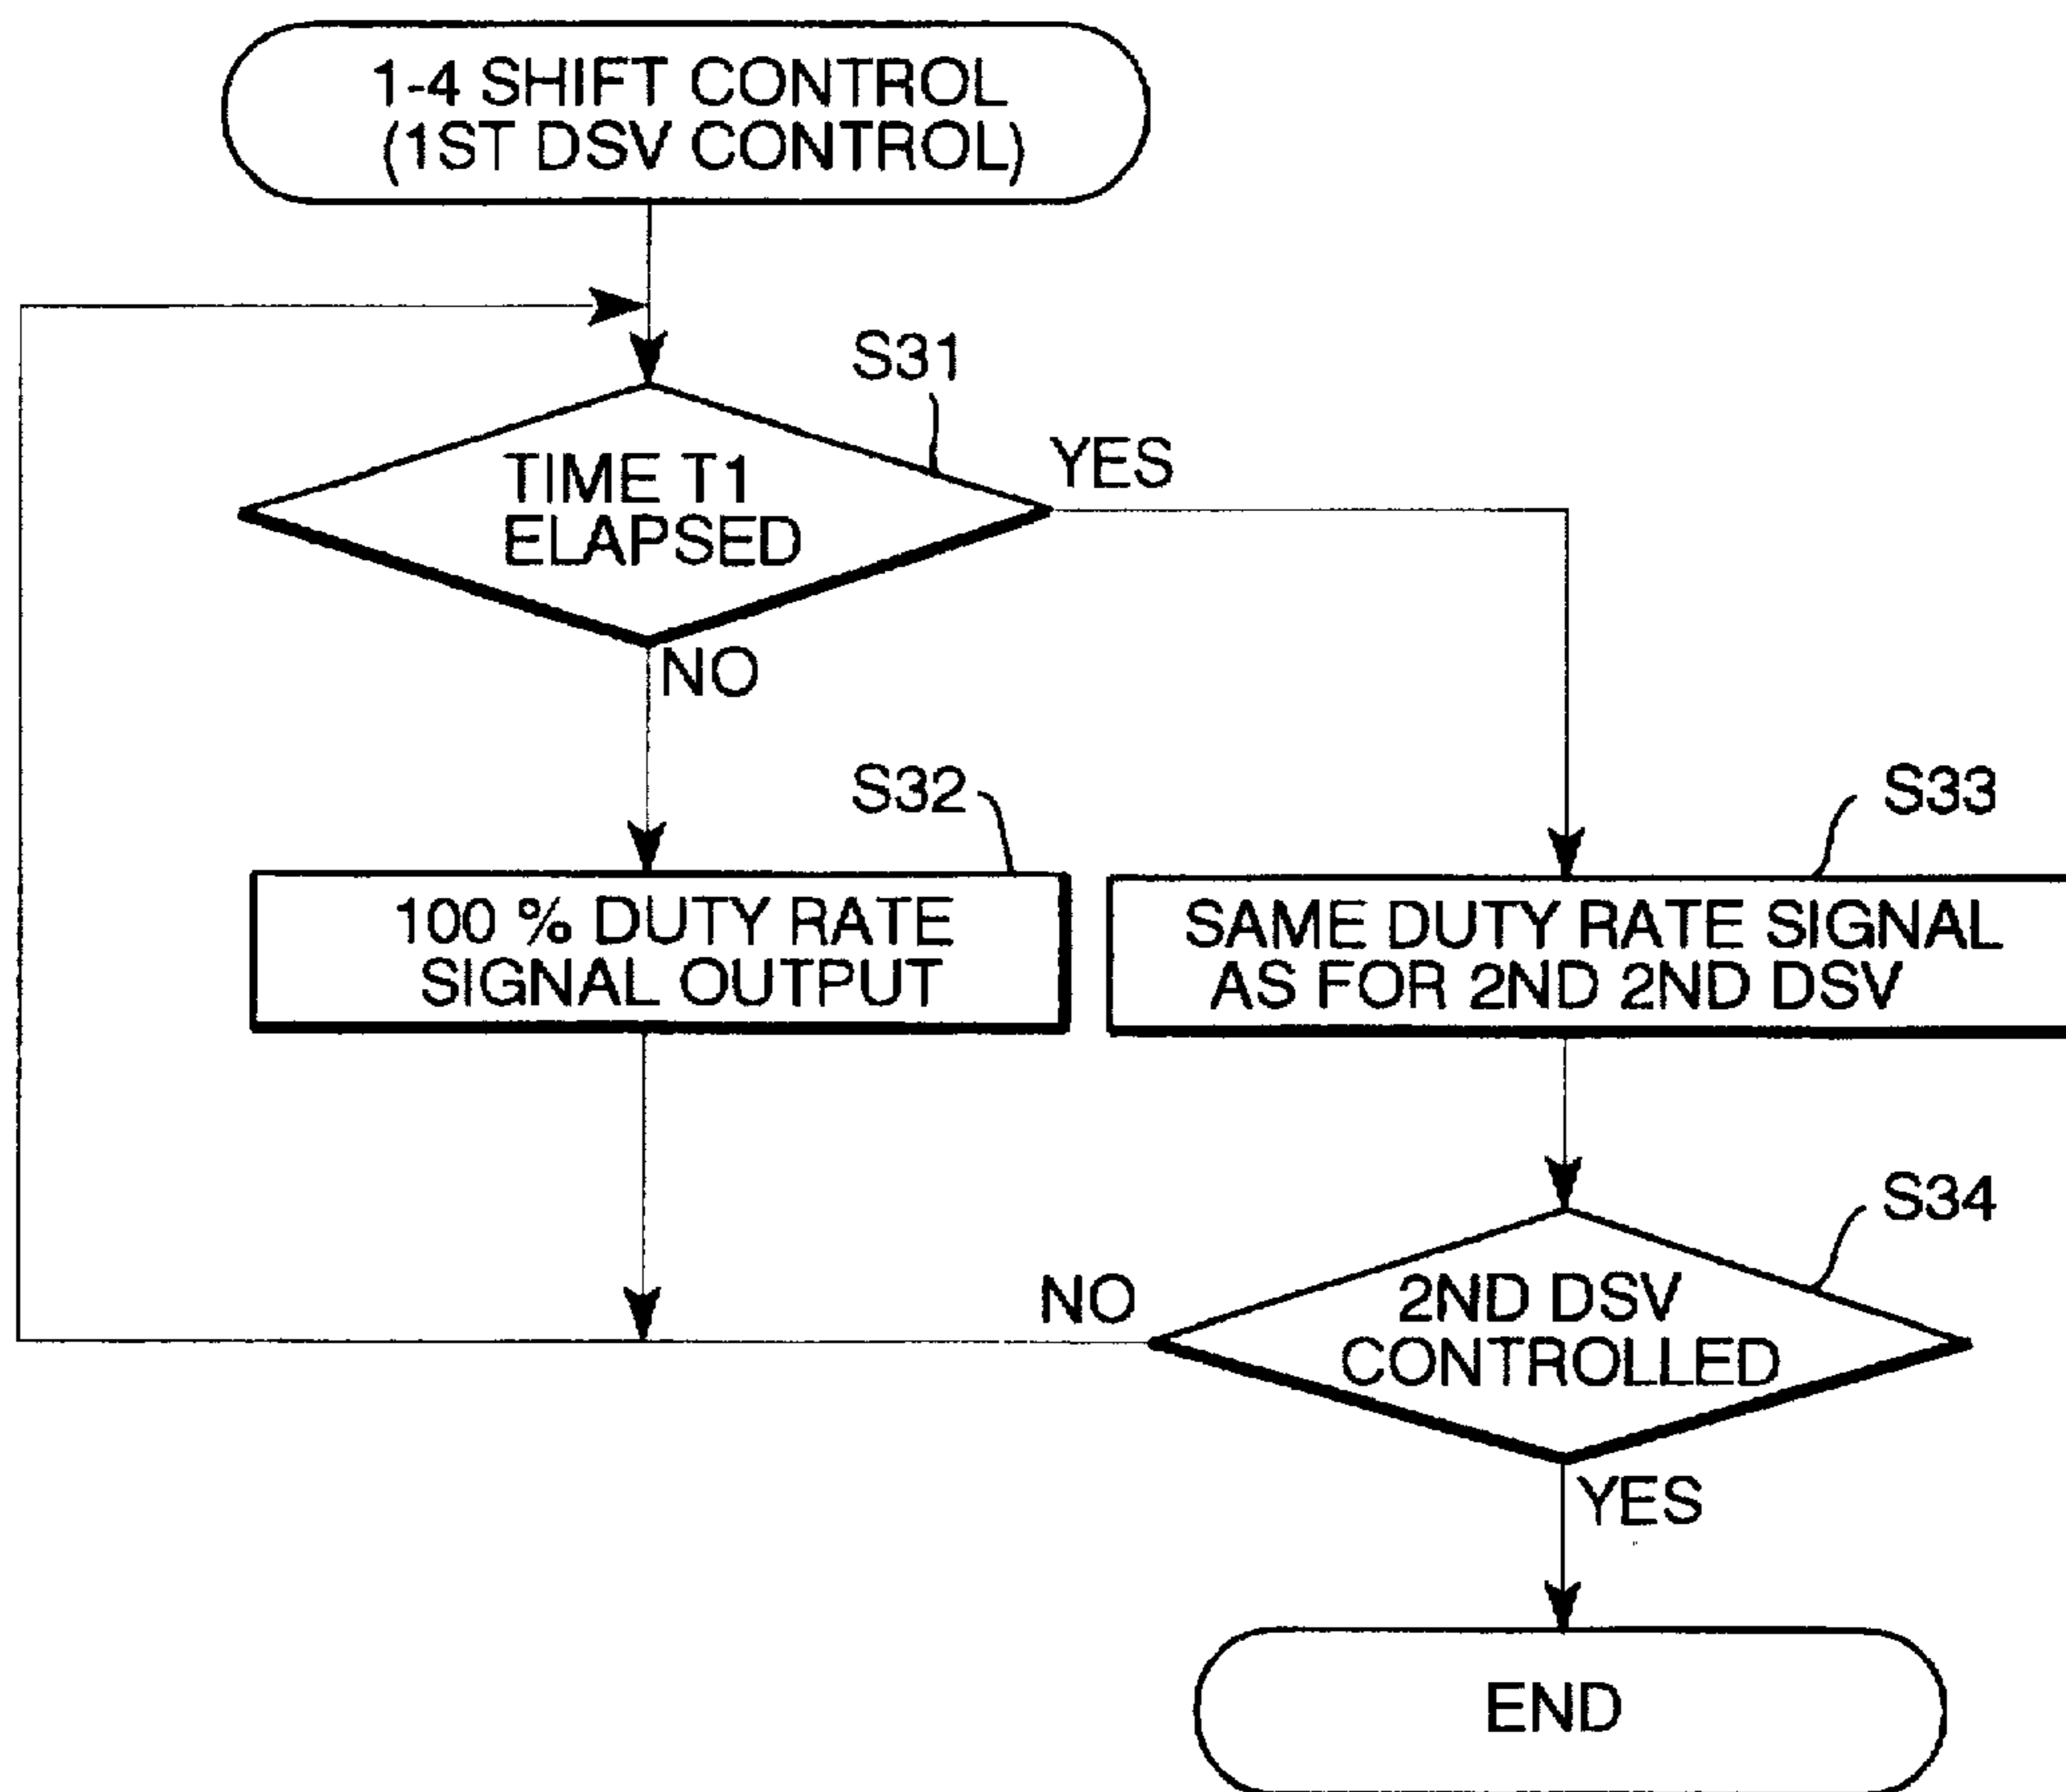 1-4 SHIFT CONTROL
(1ST DSV CONTROL)
S31
YES
TIME T1
ELAPSED
NO
S32
S33
100 % DUTY RATE
SIGNAL OUTPUT
SAME DUTY RATE SIGNAL
AS FOR 2ND 2ND DSV
S34
NO
2ND DSV
CONTROLLED
YES
END